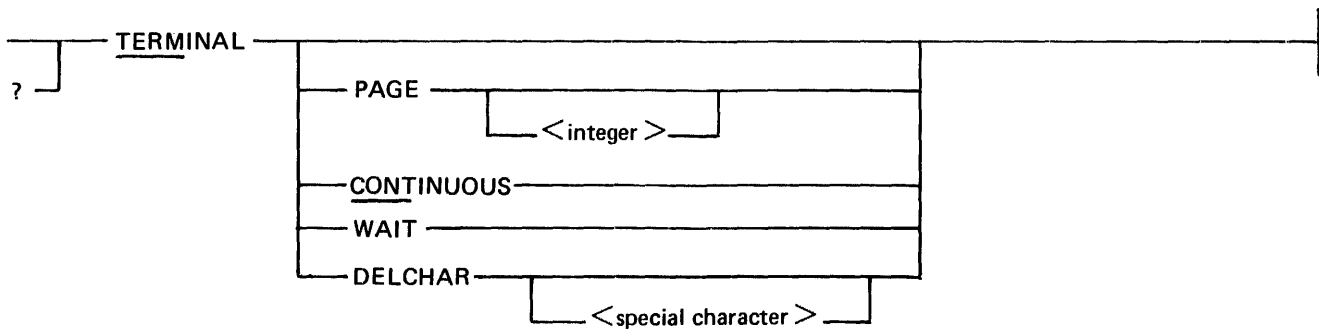 TERMINAL
?
PAGE
<integer>
CONTINUOUS
WAIT
DELCHAR
<special character>